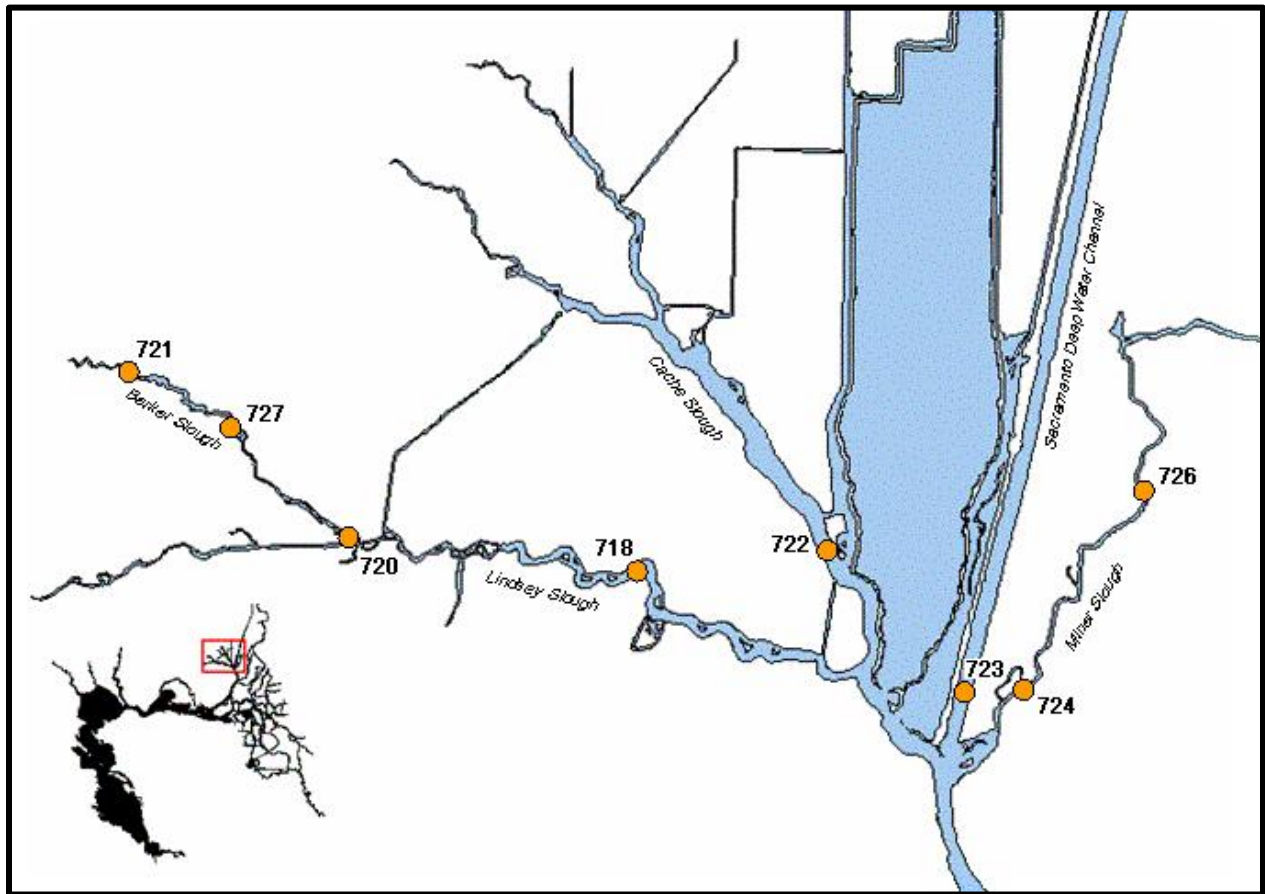 Sacramento Deep Water Channel
721
Barker Slough
727
Cache Slough
726
720
718
722
Lindsey Slough
Miner Slough
723
724